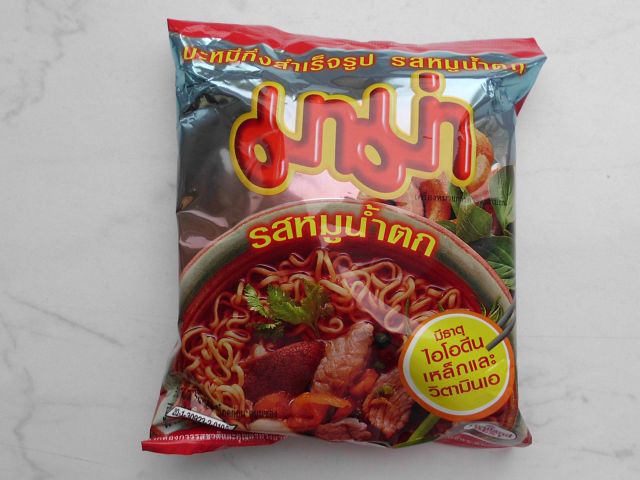 บะหมี่กึ่งสำเร็จรูป รสหมูน้ำตก
มาม่า
รสหมูน้ำตก
มีธาตุ
ไอโอดีน
เหล็กและ
วิตามินเอ